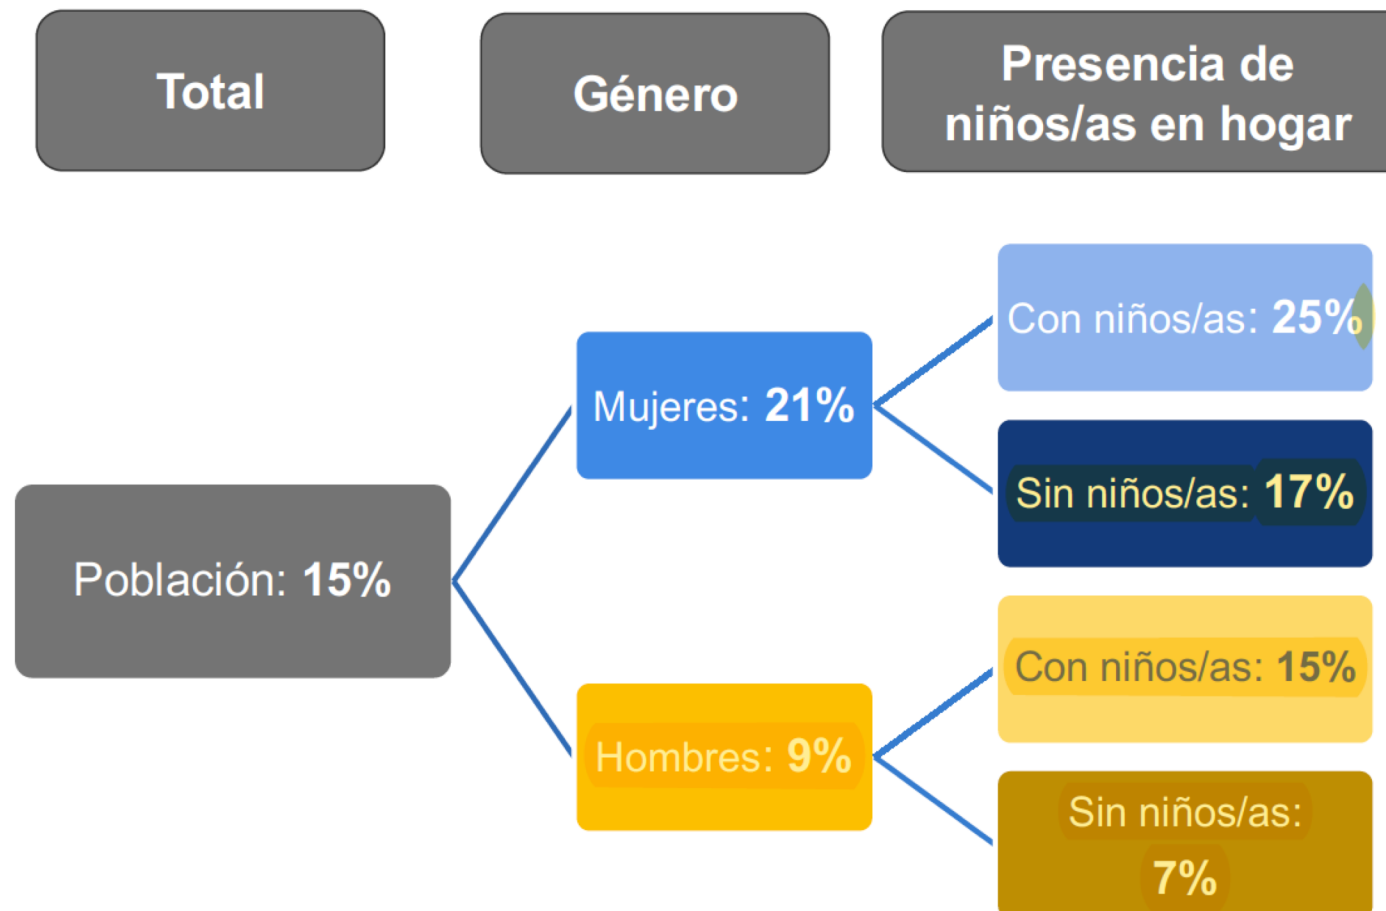 Total
Género
Presencia de
niños/as en hogar
Con niños/as: 25%
Mujeres: 21%
Sin niños/as: 17%
Población: 15%
Con niños/as: 15%
Hombres: 9%
Sin niños/as:
7%